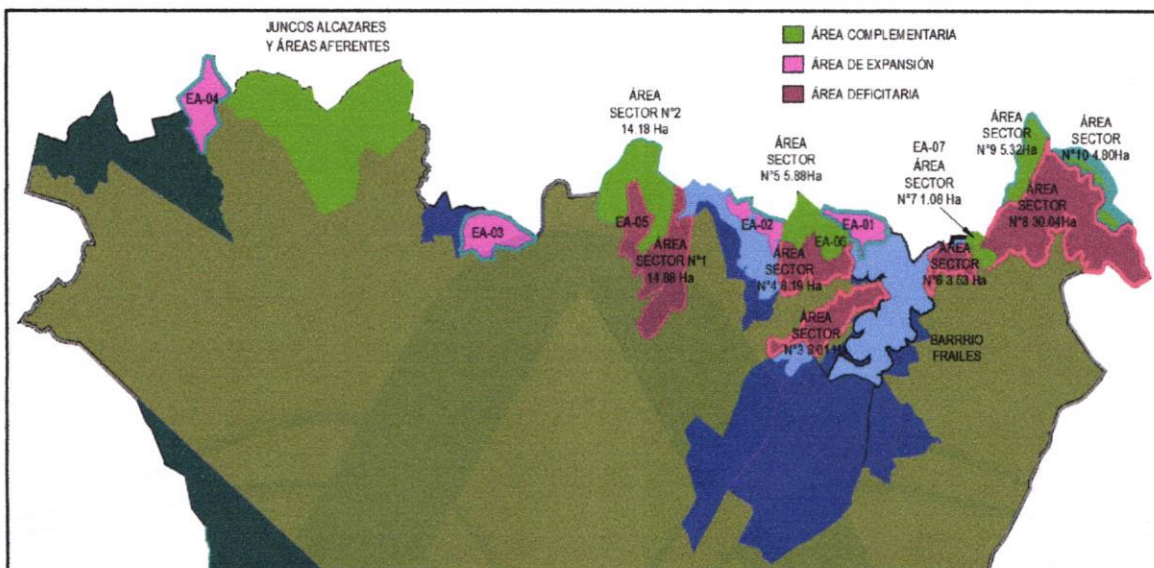 JUNCOS ALCAZARES
Y ÁREAS AFERENTES
ÁREA COMPLEMENTARIA
ÁREA DE EXPANSIÓN
ÁREA DEFICITARIA
EA-04
ÁREA
SECTOR N°2
14.18 Ha
ÁREA
SECTOR
N°5 5.88Ha
EA-07
ÁREA
SECTOR
N°7 1.08 Ha
ÁREA
SECTOR
N°9 5.32Ha
ÁREA
SECTOR
N°10 4.80Ha
ÁREA
SECTOR
N°8 30.04Ha
EA-03
EA-05
EA-02
EA-01
EA-06
ÁREA
SECTOR N°1
14.88 Ha
ÁREA
SECTOR
N°4 8.19 Ha
ÁREA
SECTOR
N°6 3.53 Ha
ÁREA
SECTOR
N°3
BARRRIO
FRAILES